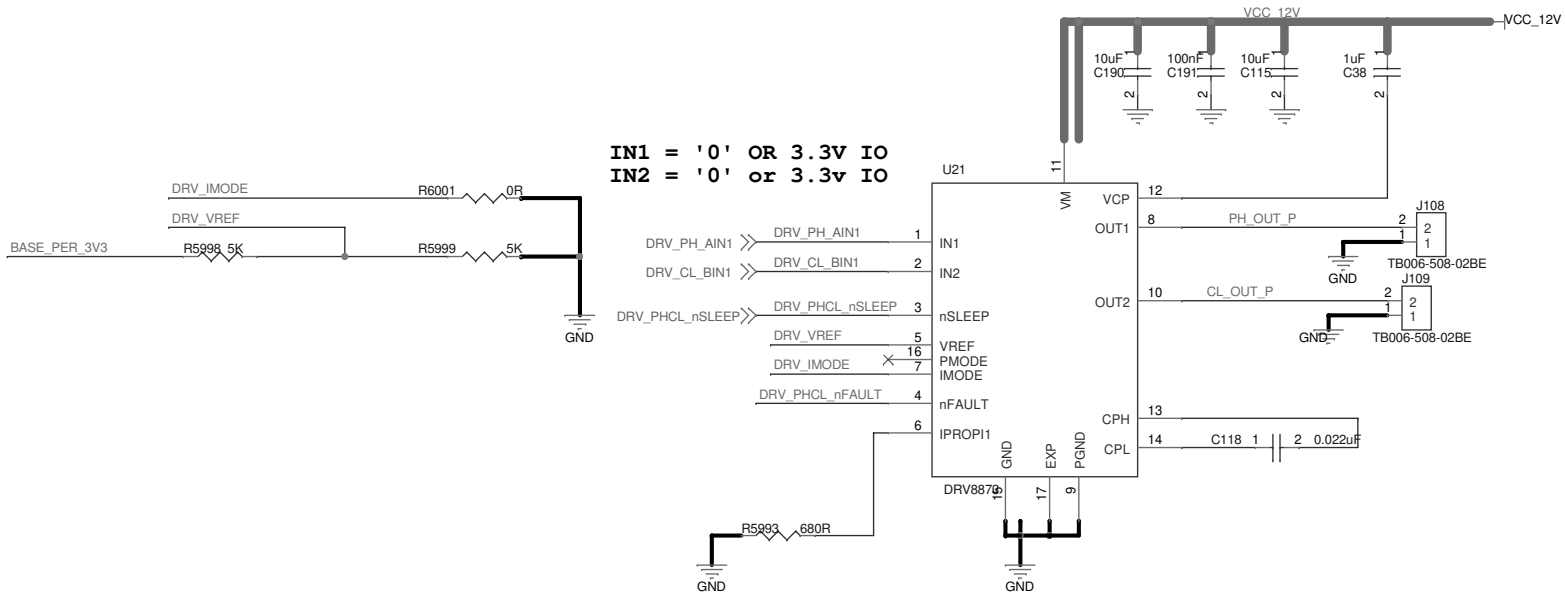 VCC_12V
VCC_12V
10uF
C190
1
2
100nF
C191
1
2
10uF
C115
1
2
1uF
C38
1
2
IN1 = '0' OR 3.3V IO
IN2 = '0' or 3.3v IO
DRV_IMODE R6001 0R
DRV_VREF
BASE_PER_3V3 R5998 5K R5999 5K
GND
U21
11
VM
VCP 12
OUT1 8 PH_OUT_P 2
J108
2
1
1
GND
TB006-508-02BE
DRV_PH_AIN1 DRV_PH_AIN1 1 IN1
DRV_CL_BIN1 DRV_CL_BIN1 2 IN2
DRV_PHCL_nSLEEP DRV_PHCL_nSLEEP 3 nSLEEP
DRV_VREF 5 VREF
16 PMODE
DRV_IMODE 7 IMODE
DRV_PHCL_nFAULT 4 nFAULT
6 IPROPI1
OUT2 10 CL_OUT_P 2
J109
2
1
1
GND
TB006-508-02BE
CPH 13
CPL 14 C118 1 2 0.022uF
GND EXP PGND
17 9
R5993 680R
GND
GND